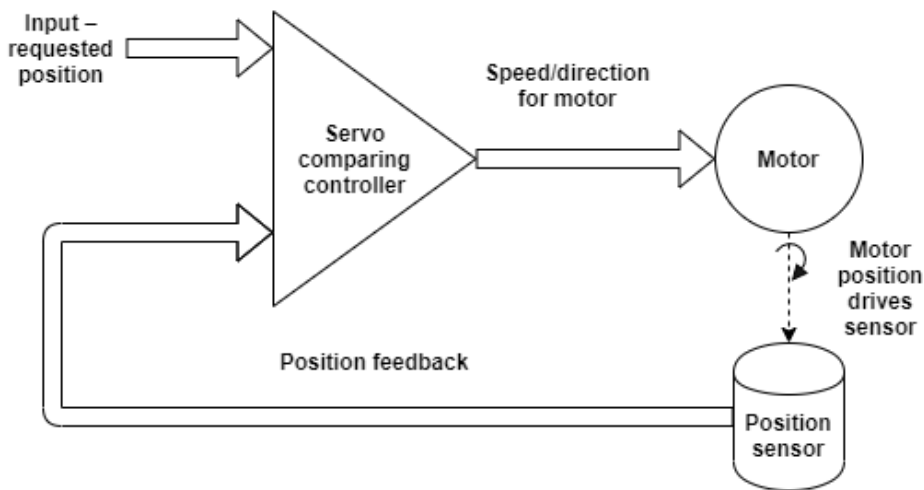 Input –
requested
position
Speed/direction
for motor
Servo
comparing
controller
Motor
Motor
position
drives
sensor
Position feedback
Position
sensor